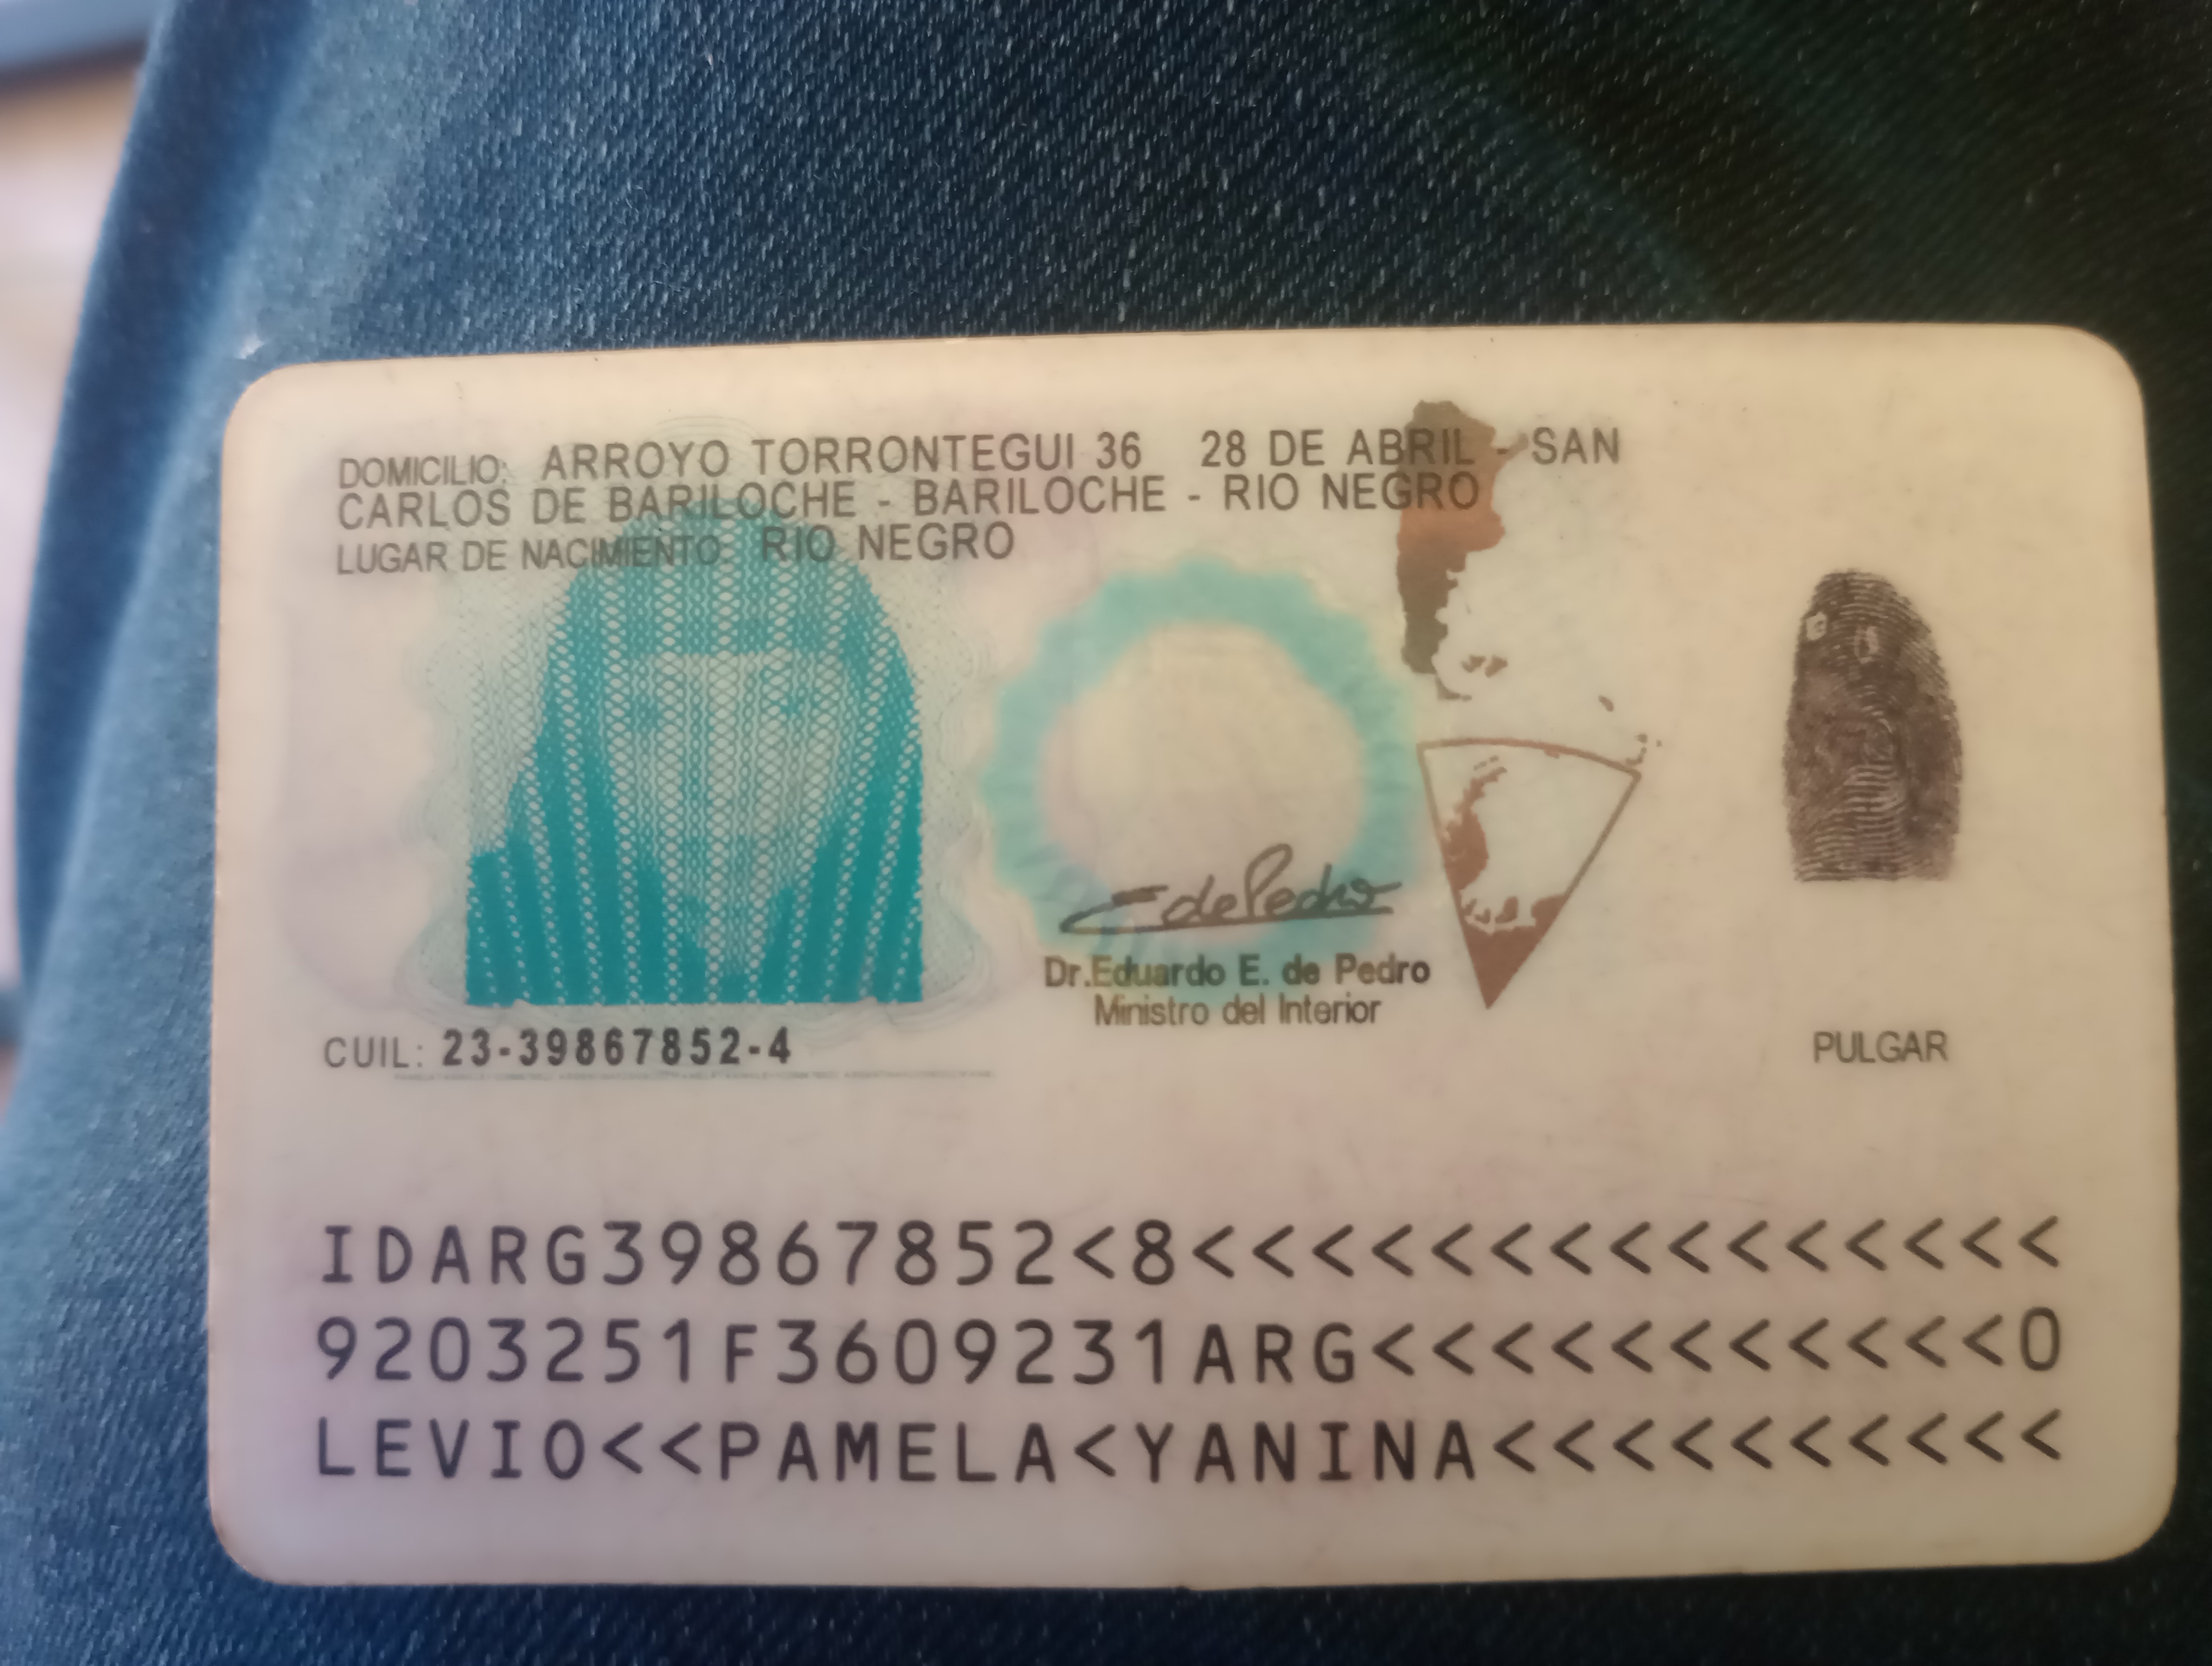 DOMICILIO: ARROYO TORRONTEGUI 36 28 DE ABRIL - SAN
CARLOS DE BARILOCHE - BARILOCHE - RIO NEGRO
LUGAR DE NACIMIENTO: RIO NEGRO
EdePedro
Dr.Eduardo E. de Pedro
Ministro del Interior
CUIL: 23-39867852-4
PULGAR
IDARG39867852<8<<<<<<<<<<<<<<<
9203251F3609231ARG<<<<<<<<<<<0
LEVIO<<PAMELA<YANINA<<<<<<<<<<